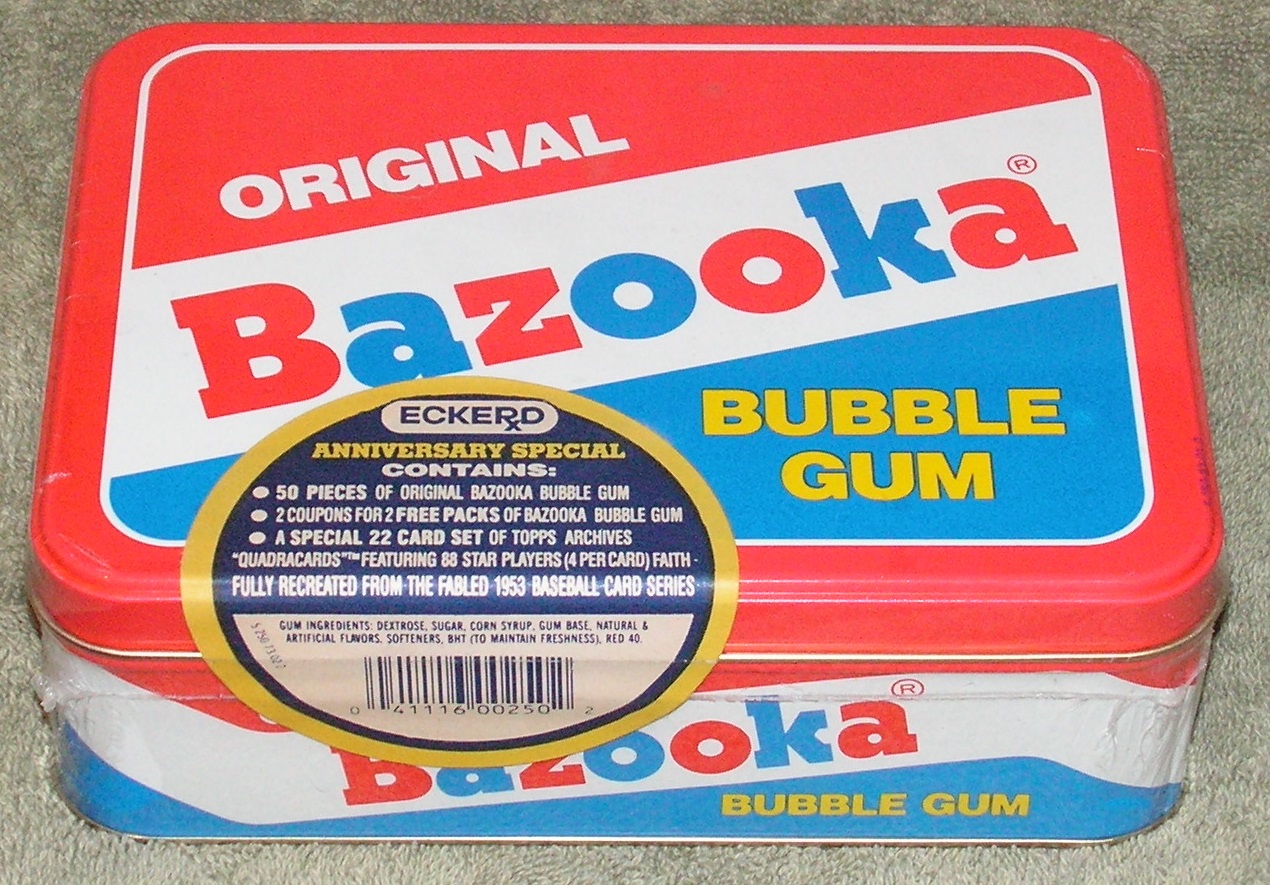 ORIGINAL
Bazooka®
BUBBLE
GUM
ECKERD
ANNIVERSARY SPECIAL
CONTAINS:
● 50 PIECES OF ORIGINAL BAZOOKA BUBBLE GUM
● 2 COUPONS FOR 2 FREE PACKS OF BAZOOKA BUBBLE GUM
● A SPECIAL 22 CARD SET OF TOPPS ARCHIVES
"QUADRACARDS"™ FEATURING 88 STAR PLAYERS (4 PER CARD) FAITH-
FULLY RECREATED FROM THE FABLED 1953 BASEBALL CARD SERIES
GUM INGREDIENTS: DEXTROSE, SUGAR, CORN SYRUP, GUM BASE, NATURAL &
ARTIFICIAL FLAVORS, SOFTENERS, BHT (TO MAINTAIN FRESHNESS), RED 40.
0 41116 00250 2
Bazooka®
BUBBLE GUM